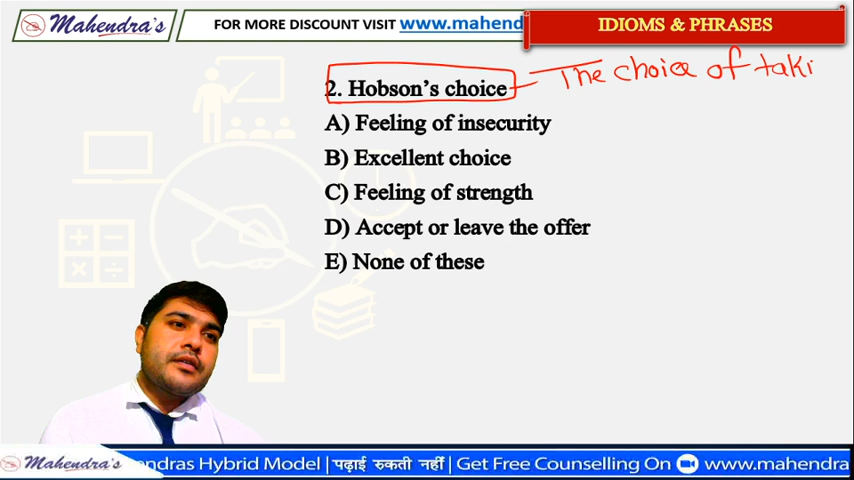 Mahendra's
FOR MORE DISCOUNT VISIT www.mahend
IDIOMS & PHRASES
The choice of taki
2. Hobson's choice
A) Feeling of insecurity
B) Excellent choice
C) Feeling of strength
D) Accept or leave the offer
E) None of these
Mahendra's
endras Hybrid Model | पढ़ाई रुकती नहीं | Get Free Counselling On www.mahendra